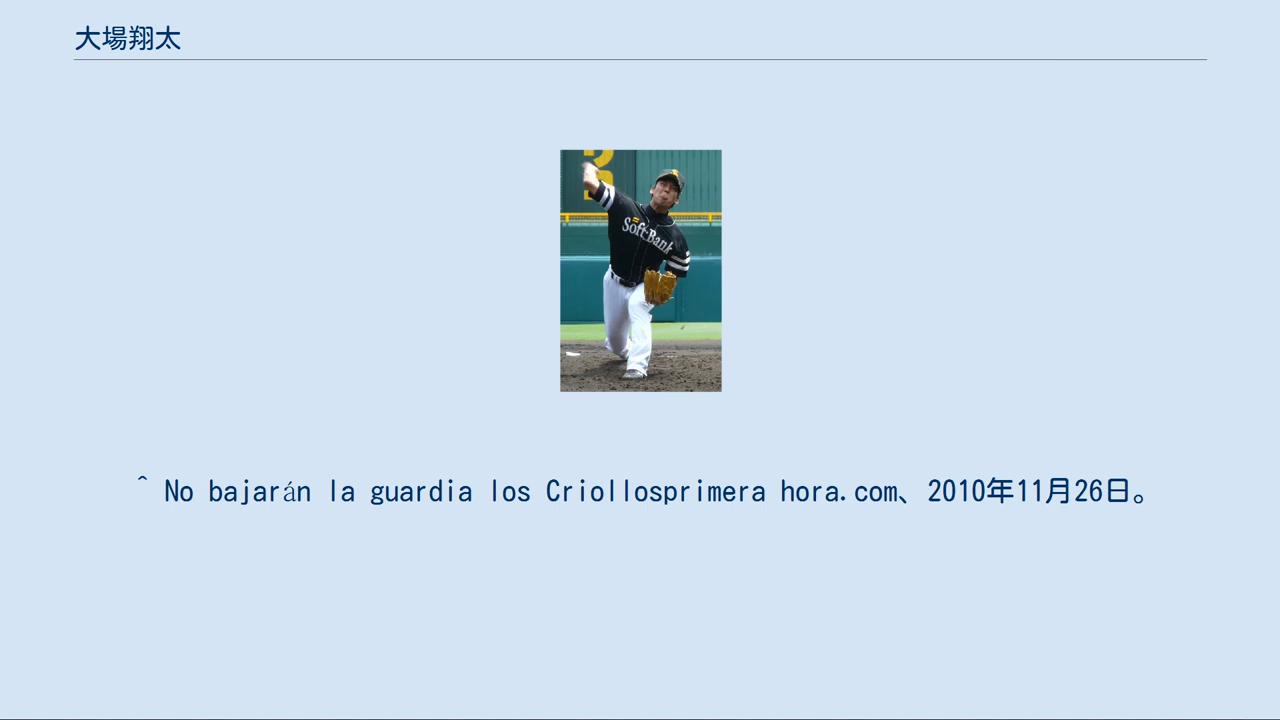 大場翔太
SoftBank
^ No bajarán la guardia los Criollosprimera hora.com、2010年11月26日。